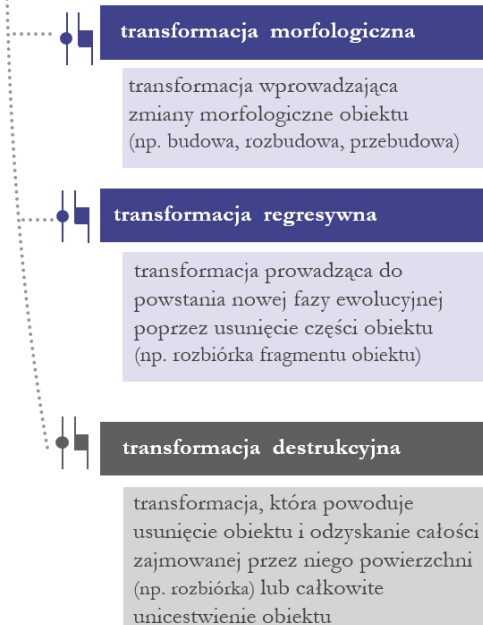 transformacja morfologiczna
transformacja wprowadzająca
zmiany morfologiczne obiektu
(np. budowa, rozbudowa, przebudowa)
transformacja regresywna
transformacja prowadząca do
powstania nowej fazy ewolucyjnej
poprzez usunięcie części obiektu
(np. rozbiórka fragmentu obiektu)
transformacja destrukcyjna
transformacja, która powoduje
usunięcie obiektu i odzyskanie całości
zajmowanej przez niego powierzchni
(np. rozbiórka) lub całkowite
unicestwienie obiektu